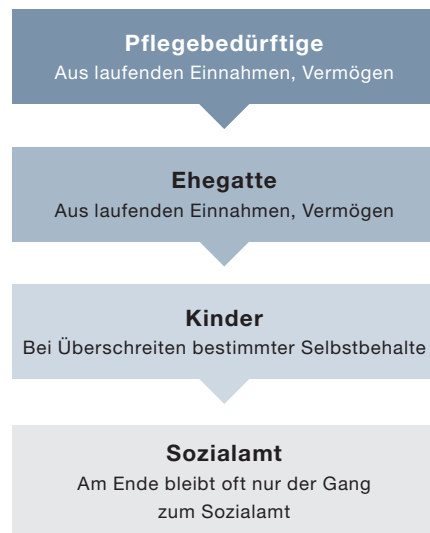 Pflegebedürftige
Aus laufenden Einnahmen, Vermögen
Ehegatte
Aus laufenden Einnahmen, Vermögen
Kinder
Bei Überschreiten bestimmter Selbstbehalte
Sozialamt
Am Ende bleibt oft nur der Gang
zum Sozialamt